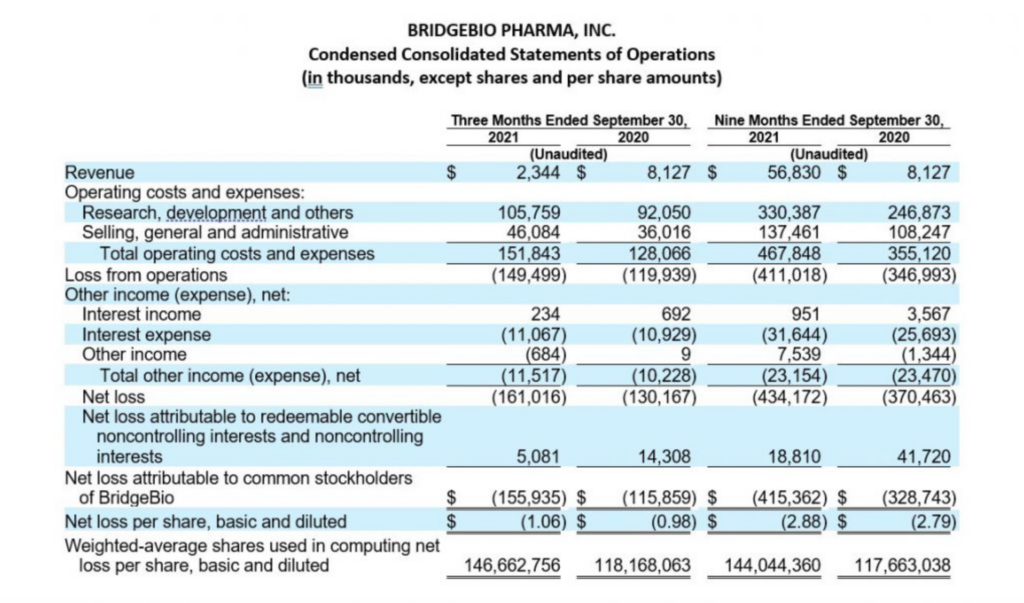 BRIDGEBIO PHARMA, INC.
Condensed Consolidated Statements of Operations
(in thousands, except shares and per share amounts)
Three Months Ended September 30, Nine Months Ended September 30,
2021 2020 2021 2020
(Unaudited) (Unaudited)
Revenue $ 2,344 $ 8,127 $ 56,830 $ 8,127
Operating costs and expenses:
Research, development and others 105,759 92,050 330,387 246,873
Selling, general and administrative 46,084 36,016 137,461 108,247
Total operating costs and expenses 151,843 128,066 467,848 355,120
Loss from operations (149,499) (119,939) (411,018) (346,993)
Other income (expense), net:
Interest income 234 692 951 3,567
Interest expense (11,067) (10,929) (31,644) (25,693)
Other income (684) 9 7,539 (1,344)
Total other income (expense), net (11,517) (10,228) (23,154) (23,470)
Net loss (161,016) (130,167) (434,172) (370,463)
Net loss attributable to redeemable convertible
noncontrolling interests and noncontrolling
interests 5,081 14,308 18,810 41,720
Net loss attributable to common stockholders
of BridgeBio $ (155,935) $ (115,859) $ (415,362) $ (328,743)
Net loss per share, basic and diluted $ (1.06) $ (0.98) $ (2.88) $ (2.79)
Weighted-average shares used in computing net
loss per share, basic and diluted 146,662,756 118,168,063 144,044,360 117,663,038